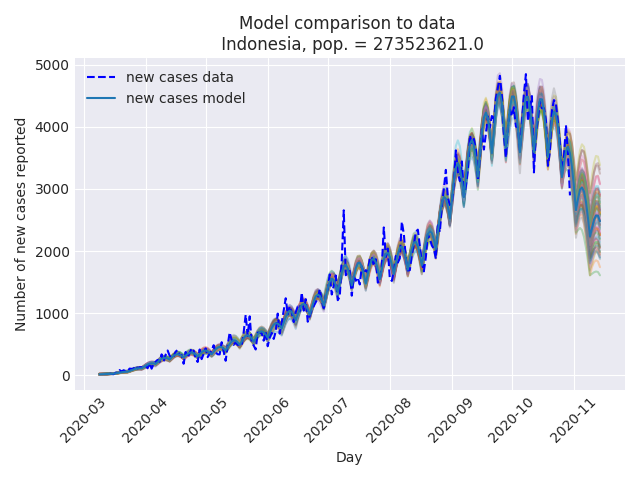 Model comparison to data
Indonesia, pop. = 273523621.0
new cases data
new cases model
Number of new cases reported
5000
4000
3000
2000
1000
0
2020-03
2020-04
2020-05
2020-06
2020-07
2020-08
2020-09
2020-10
2020-11
Day